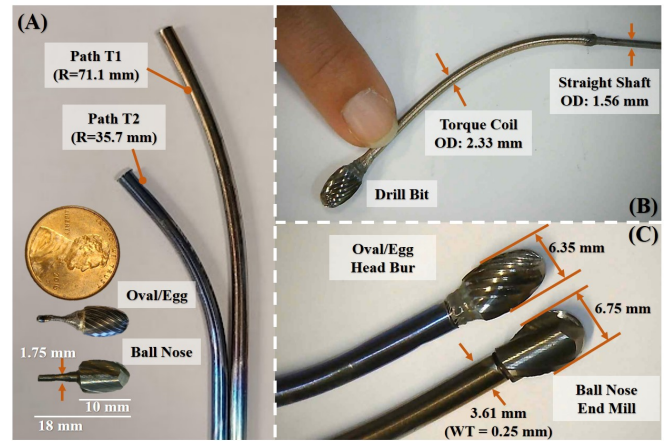 (A)
Path T1
(R=71.1 mm)
Path T2
(R=35.7 mm)
Oval/Egg
Ball Nose
1.75 mm
10 mm
18 mm
Straight Shaft
OD: 1.56 mm
Torque Coil
OD: 2.33 mm
Drill Bit
(B)
(C)
Oval/Egg
Head Bur
6.35 mm
6.75 mm
3.61 mm
(WT = 0.25 mm)
Ball Nose
End Mill